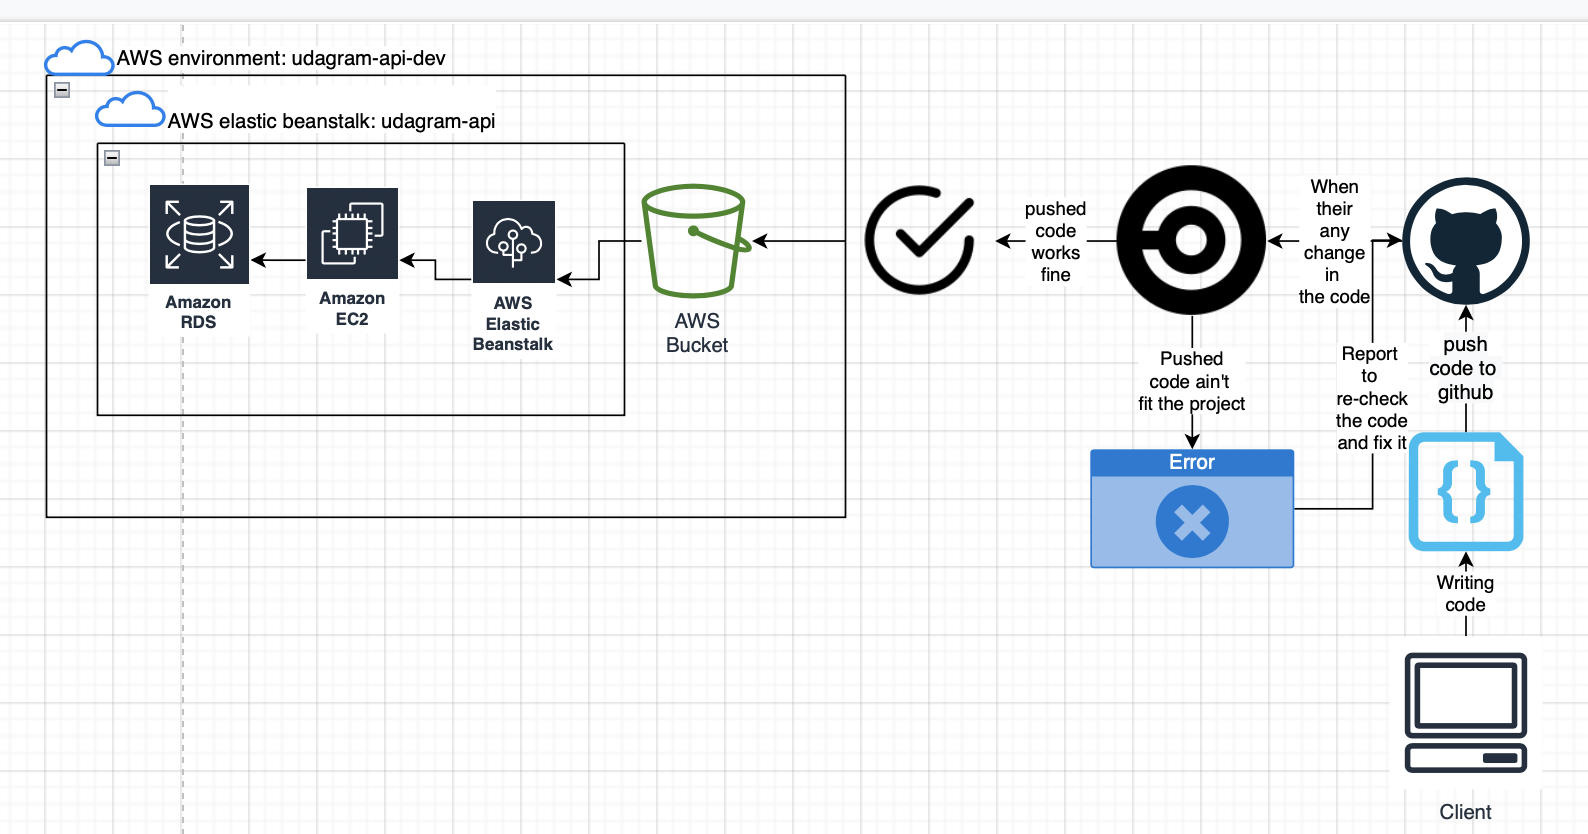 AWS environment: udagram-api-dev
AWS elastic beanstalk: udagram-api
Amazon
RDS
Amazon
EC2
AWS
Elastic
Beanstalk
AWS
Bucket
pushed
code
works
fine
When
their
any
change
in
the code
Pushed
code ain't
fit the project
Error
Report
to
re-check
the code
and fix it
push
code to
github
{}
Writing
code
Client